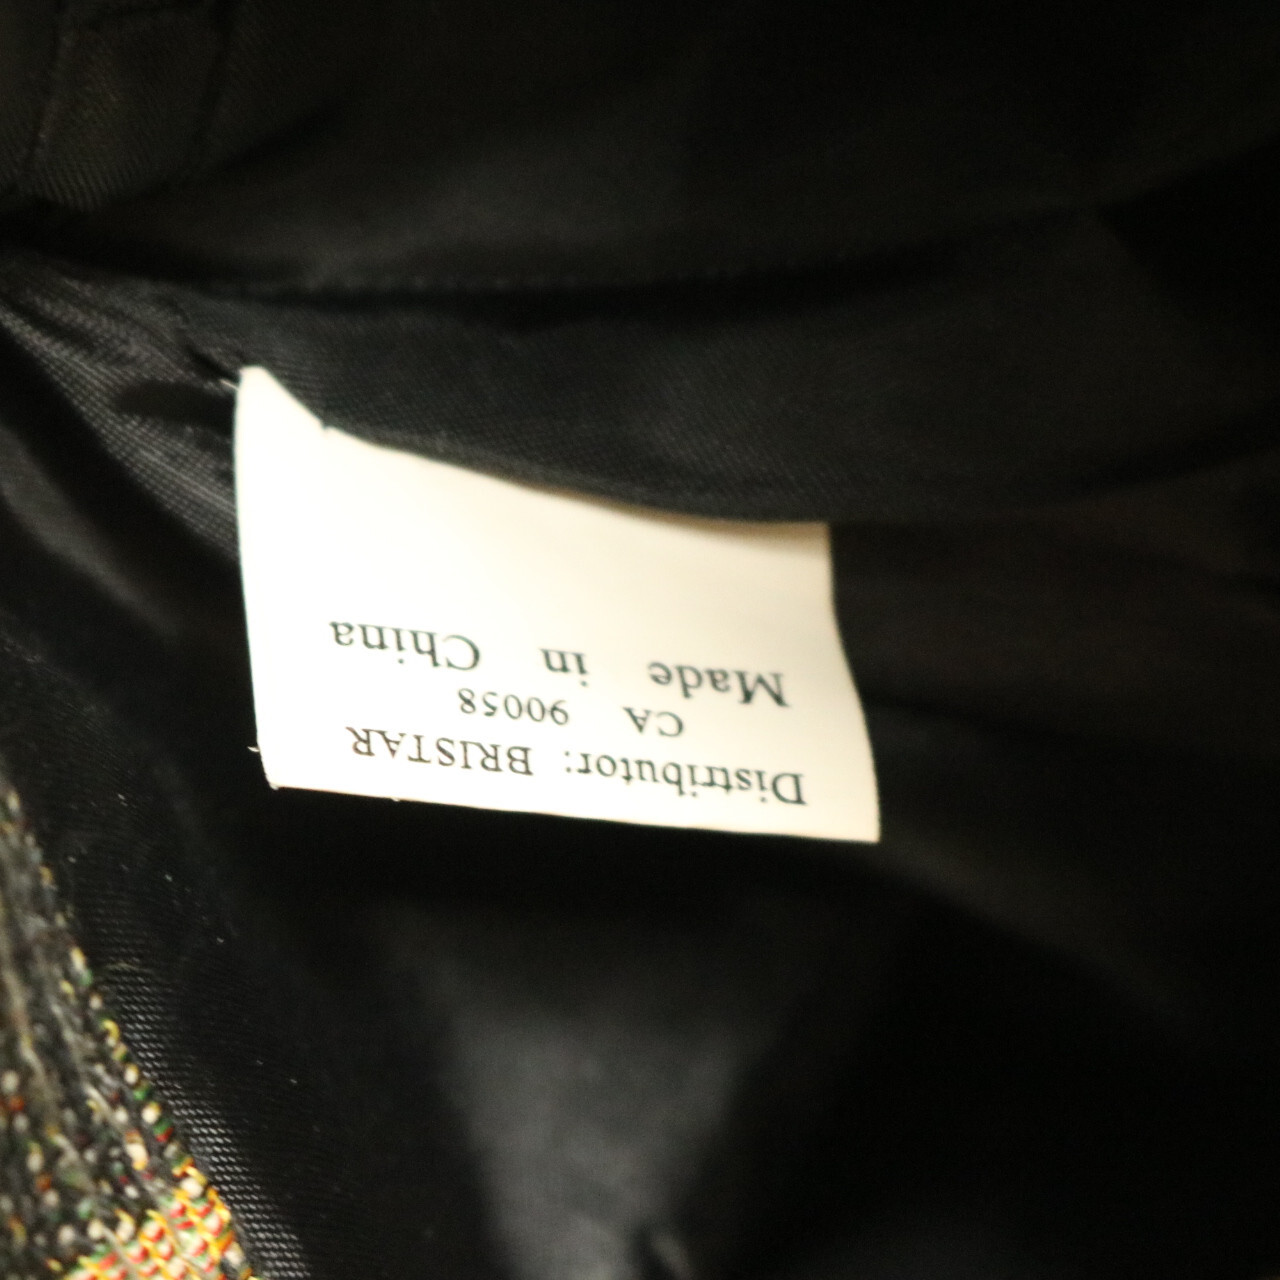 Distributor: BRISTAR
CA 90058
Made in China